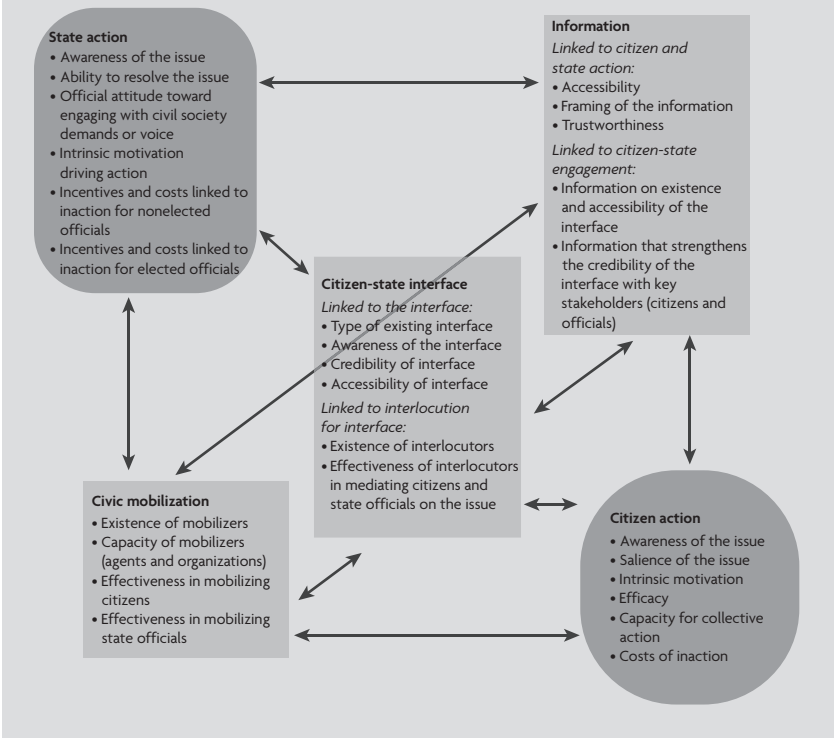 State action
• Awareness of the issue
• Ability to resolve the issue
• Official attitude toward
engaging with civil society
demands or voice
• Intrinsic motivation
driving action
• Incentives and costs linked to
inaction for nonelected
officials
• Incentives and costs linked to
inaction for elected officials
Information
Linked to citizen and
state action:
• Accessibility
• Framing of the information
• Trustworthiness
Linked to citizen-state
engagement:
• Information on existence
and accessibility of the
interface
• Information that strengthens
the credibility of the
interface with key
stakeholders (citizens and
officials)
Citizen-state interface
Linked to the interface:
• Type of existing interface
• Awareness of the interface
• Credibility of interface
• Accessibility of interface
Linked to interlocution
for interface:
• Existence of interlocutors
• Effectiveness of interlocutors
in mediating citizens and
state officials on the issue
Civic mobilization
• Existence of mobilizers
• Capacity of mobilizers
(agents and organizations)
• Effectiveness in mobilizing
citizens
• Effectiveness in mobilizing
state officials
Citizen action
• Awareness of the issue
• Salience of the issue
• Intrinsic motivation
• Efficacy
• Capacity for collective
action
• Costs of inaction